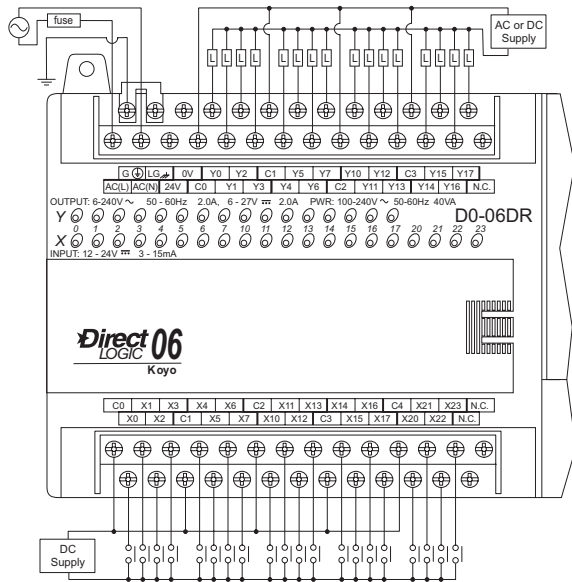 fuse
AC or DC
Supply
L L L L L L L L L L L L L L L L
G LG 0V Y0 Y2 C1 Y5 Y7 Y10 Y12 C3 Y15 Y17
AC(L) AC(N) 24V C0 Y1 Y3 Y4 Y6 C2 Y11 Y13 Y14 Y16 N.C.
OUTPUT: 6-240V ∼ 50 - 60Hz 2.0A, 6 - 27V ⎓ 2.0A PWR: 100-240V ∼ 50-60Hz 40VA
Y
D0-06DR
0 1 2 3 4 5 6 7 10 11 12 13 14 15 16 17 20 21 22 23
X
INPUT: 12 - 24V ⎓ 3 - 15mA
Direct
LOGIC 06
Koyo
C0 X1 X3 X4 X6 C2 X11 X13 X14 X16 C4 X21 X23 N.C.
X0 X2 C1 X5 X7 X10 X12 C3 X15 X17 X20 X22 N.C.
DC
Supply